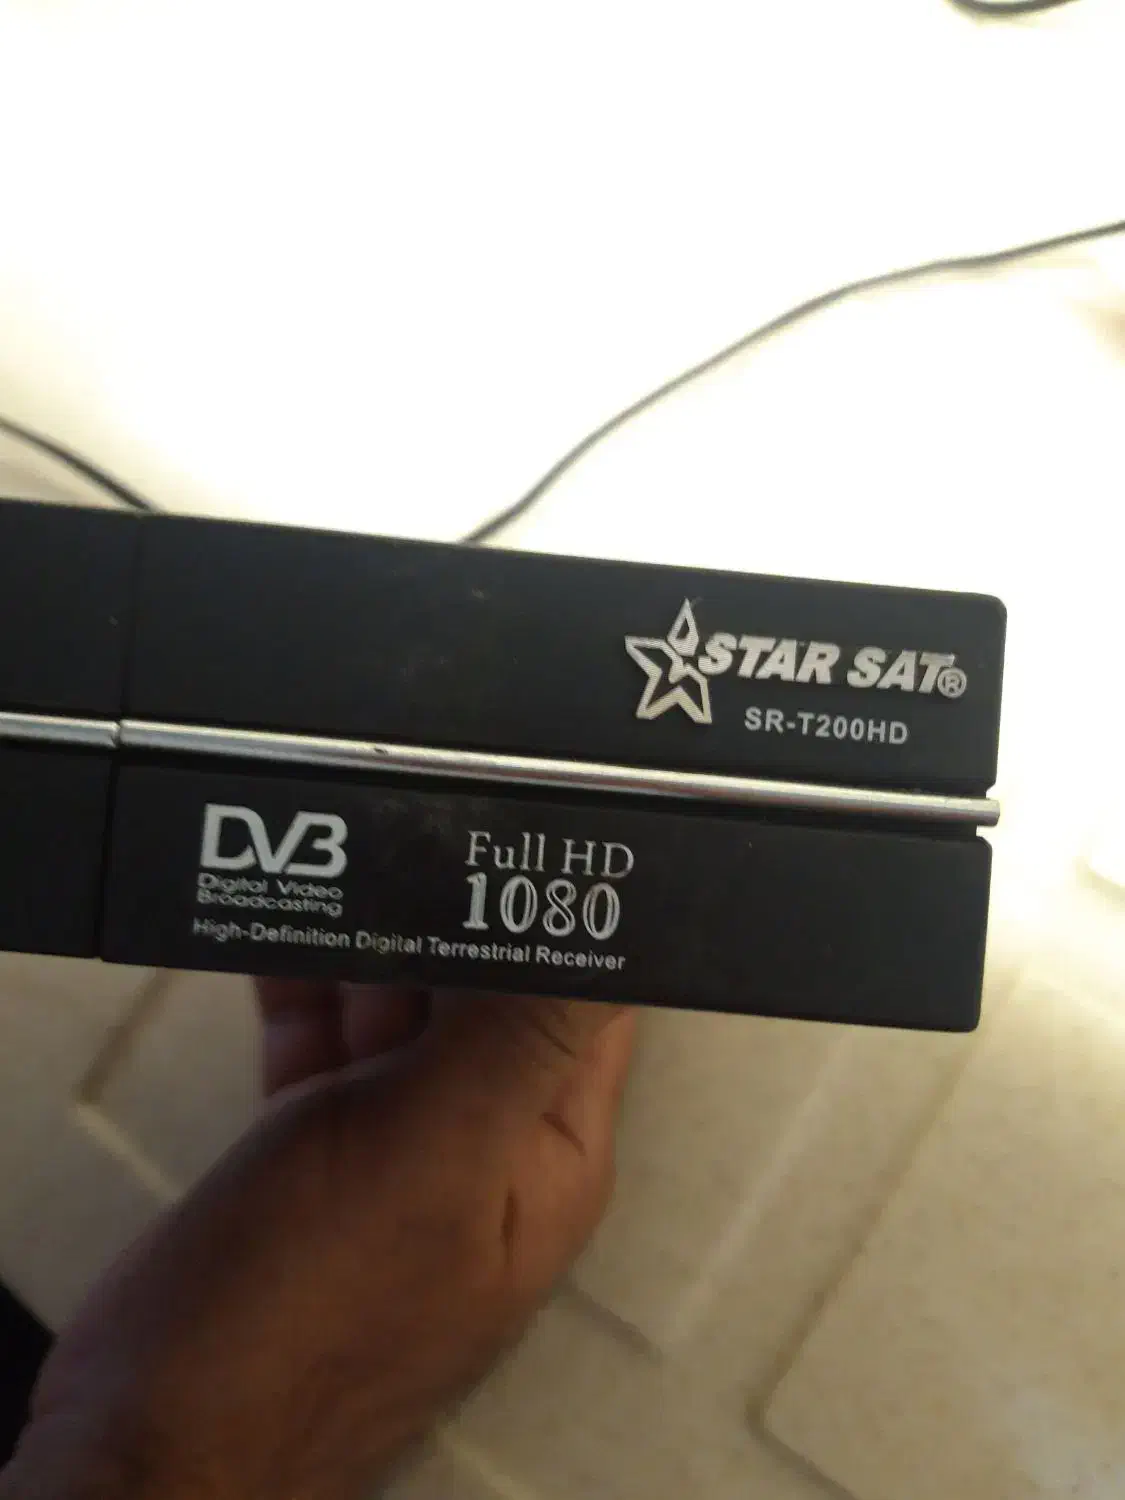 STAR SAT®
SR-T200HD
DVB
Digital Video
Broadcasting
Full HD
1080
High-Definition Digital Terrestrial Receiver